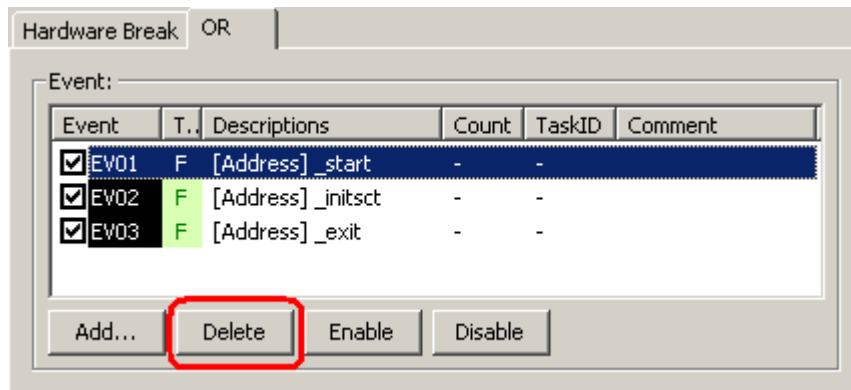 Hardware Break OR
Event:
Event T.. Descriptions Count TaskID Comment
EV01 F [Address] _start - -
EV02 F [Address] _initsct - -
EV03 F [Address] _exit - -
Add... Delete Enable Disable